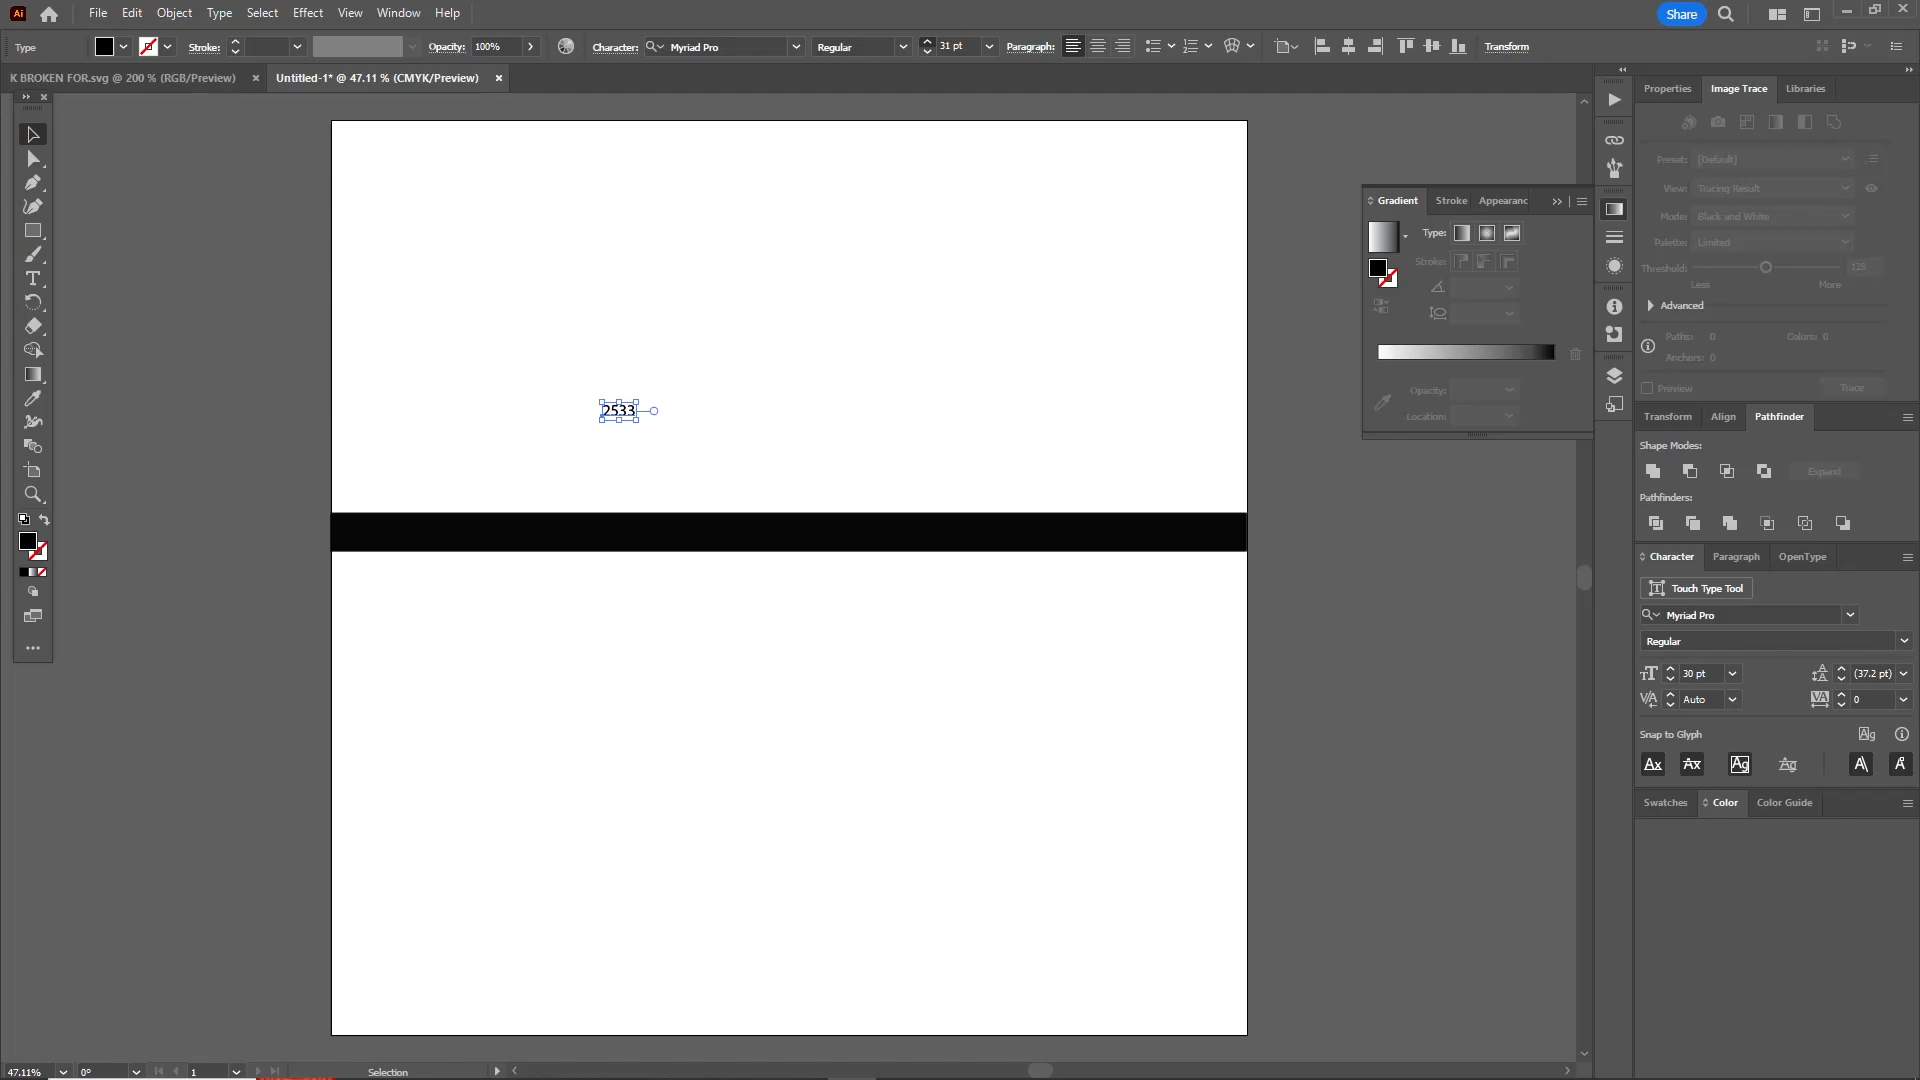 Ai File Edit Object Type Select Effect View Window Help Share
Type Stroke: Opacity: 100% Character: Myriad Pro Regular 31 pt Paragraph: Transform
K BROKEN FOR.svg @ 200 % (RGB/Preview) × Untitled-1* @ 47.11 % (CMYK/Preview) ×
Properties Image Trace Libraries
Preset: [Default]
View: Tracing Result
Mode: Black and White
Palette: Limited
Threshold: 128
Less More
Advanced
Paths: 0 Colors: 0
Anchors: 0
Preview Trace
Gradient Stroke Appearanc
Type:
Stroke:
Opacity:
Location:
2533
Transform Align Pathfinder
Shape Modes:
Expand
Pathfinders:
Character Paragraph OpenType
Touch Type Tool
Myriad Pro
Regular
30 pt (37.2 pt)
Auto 0
Snap to Glyph
Swatches Color Color Guide
47.11% 0° 1 Selection